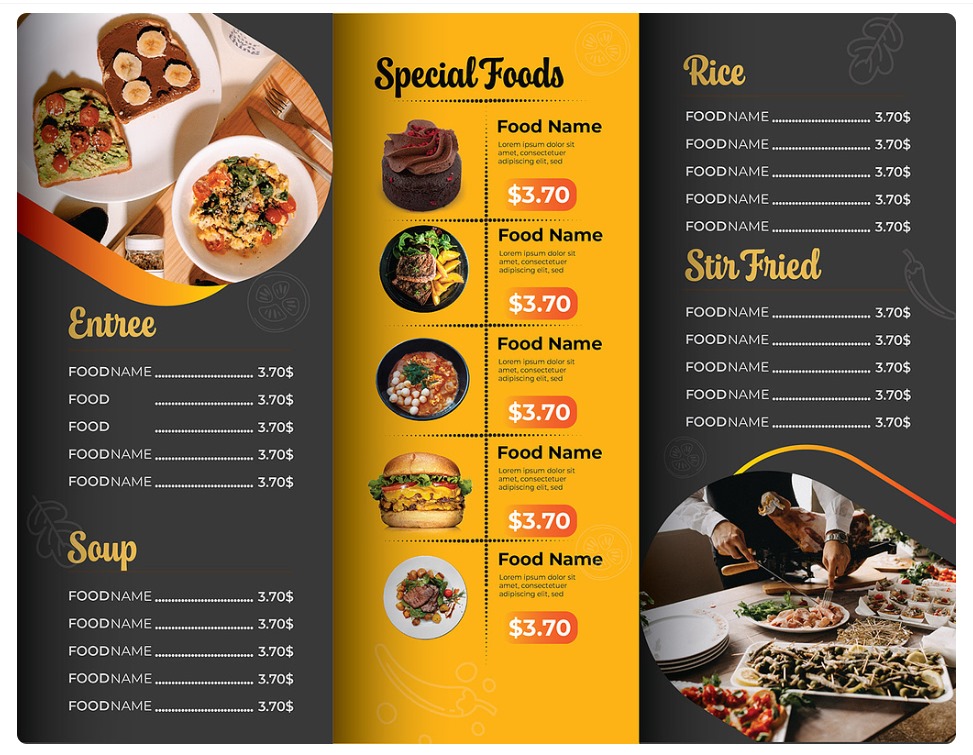 Entree
FOODNAME 3.70$
FOOD 3.70$
FOOD 3.70$
FOODNAME 3.70$
FOODNAME 3.70$
Soup
FOODNAME 3.70$
FOODNAME 3.70$
FOODNAME 3.70$
FOODNAME 3.70$
FOODNAME 3.70$
Special Foods
Food Name
Lorem ipsum dolor sit
amet, consectetuer
adipiscing elit, sed
$3.70
Food Name
Lorem ipsum dolor sit
amet, consectetuer
adipiscing elit, sed
$3.70
Food Name
Lorem ipsum dolor sit
amet, consectetuer
adipiscing elit, sed
$3.70
Food Name
Lorem ipsum dolor sit
amet, consectetuer
adipiscing elit, sed
$3.70
Food Name
Lorem ipsum dolor sit
amet, consectetuer
adipiscing elit, sed
$3.70
Rice
FOODNAME 3.70$
FOODNAME 3.70$
FOODNAME 3.70$
FOODNAME 3.70$
FOODNAME 3.70$
Stir Fried
FOODNAME 3.70$
FOODNAME 3.70$
FOODNAME 3.70$
FOODNAME 3.70$
FOODNAME 3.70$